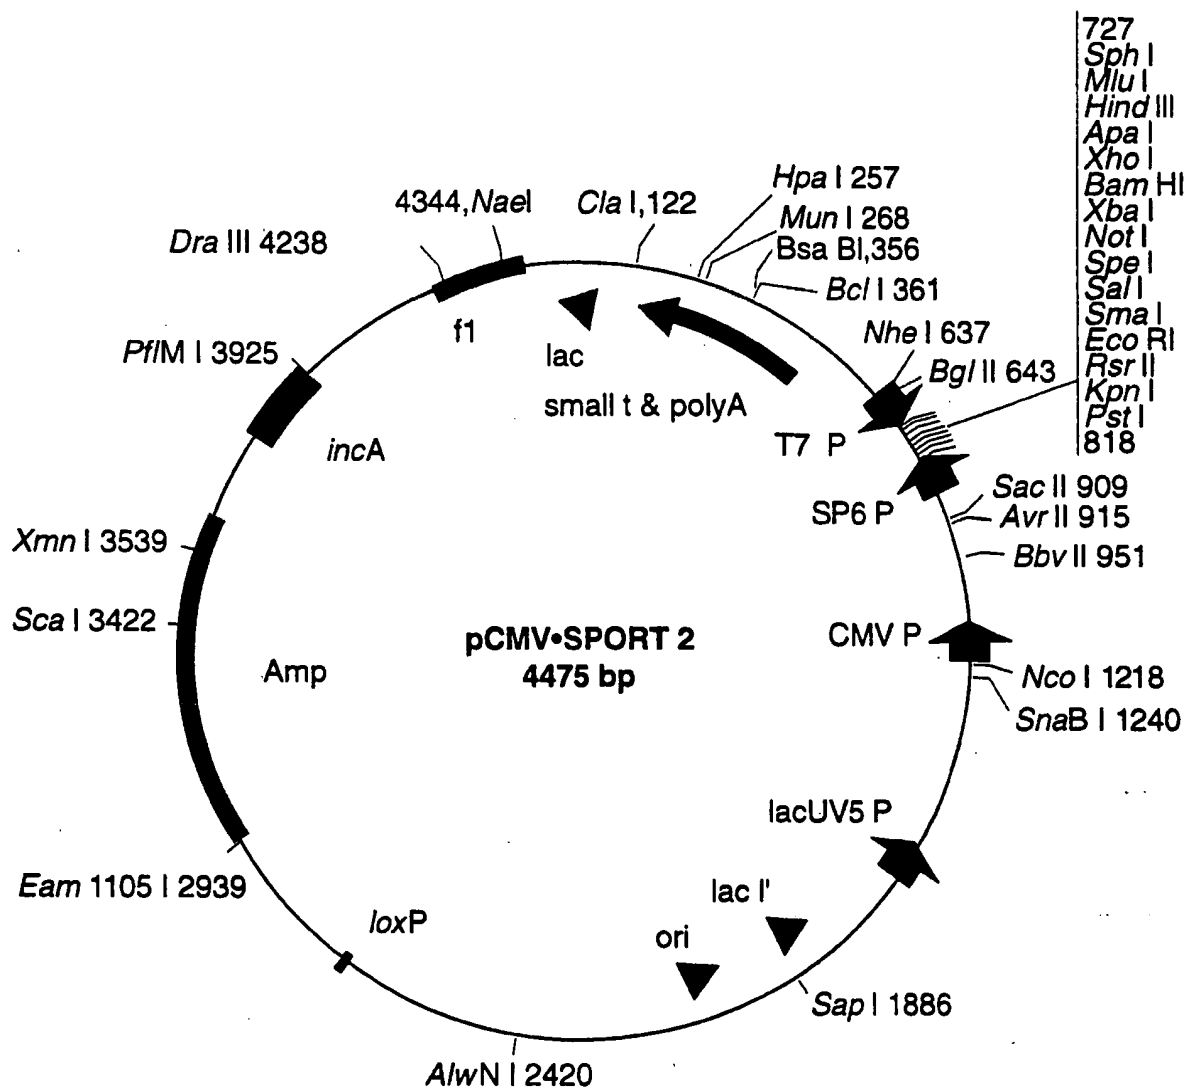 727
Sph I
Mlu I
Hind III
Apa I
Xho I
Bam HI
Xba I
Not I
Spe I
Sal I
Sma I
Eco RI
Rsr II
Kpn I
Pst I
818
Hpa I 257
4344,NaeI
Cla I,122
Mun I 268
Dra III 4238
Bsa BI,356
Bcl I 361
f1
lac
Nhe I 637
PflM I 3925
Bgl II 643
small t & polyA
T7 P
incA
Sac II 909
SP6 P
Avr II 915
Xmn I 3539
Bbv II 951
Sca I 3422
pCMV•SPORT 2
CMV P
Amp
4475 bp
Nco I 1218
SnaB I 1240
lacUV5 P
Eam 1105 I 2939
lac I'
loxP
ori
Sap I 1886
AlwN I 2420